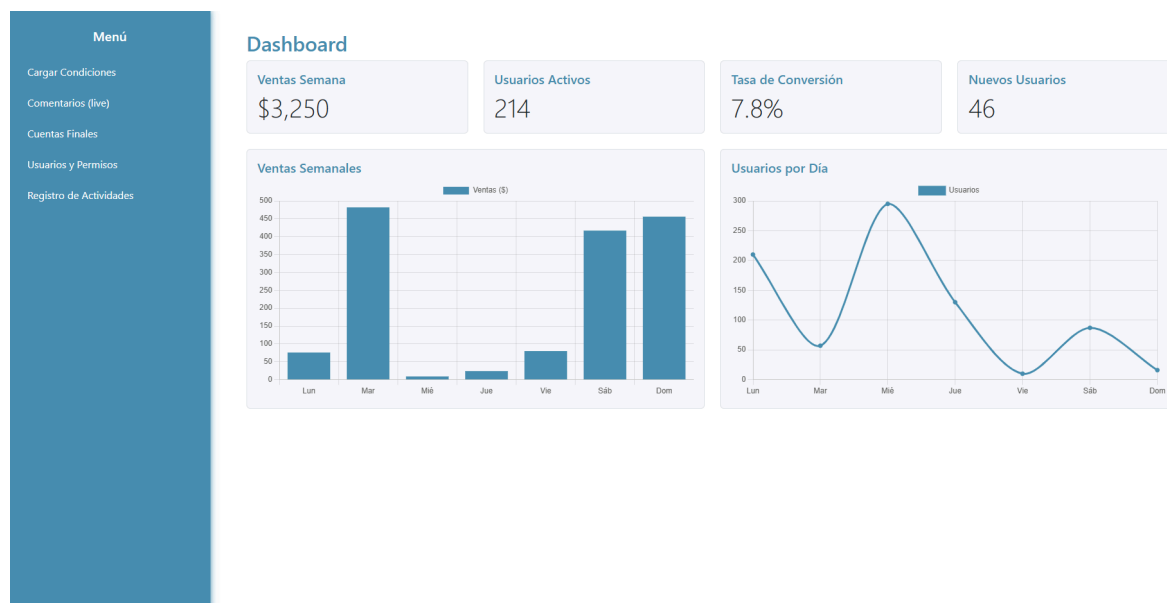 Menú
Cargar Condiciones
Comentarios (live)
Cuentas Finales
Usuarios y Permisos
Registro de Actividades
Dashboard
Ventas Semana
$3,250
Usuarios Activos
214
Tasa de Conversión
7.8%
Nuevos Usuarios
46
Ventas Semanales
Ventas ($)
500
450
400
350
300
250
200
150
100
50
0
Lun Mar Mié Jue Vie Sáb Dom
Usuarios por Día
Usuarios
300
250
200
150
100
50
0
Lun Mar Mié Jue Vie Sáb Dom